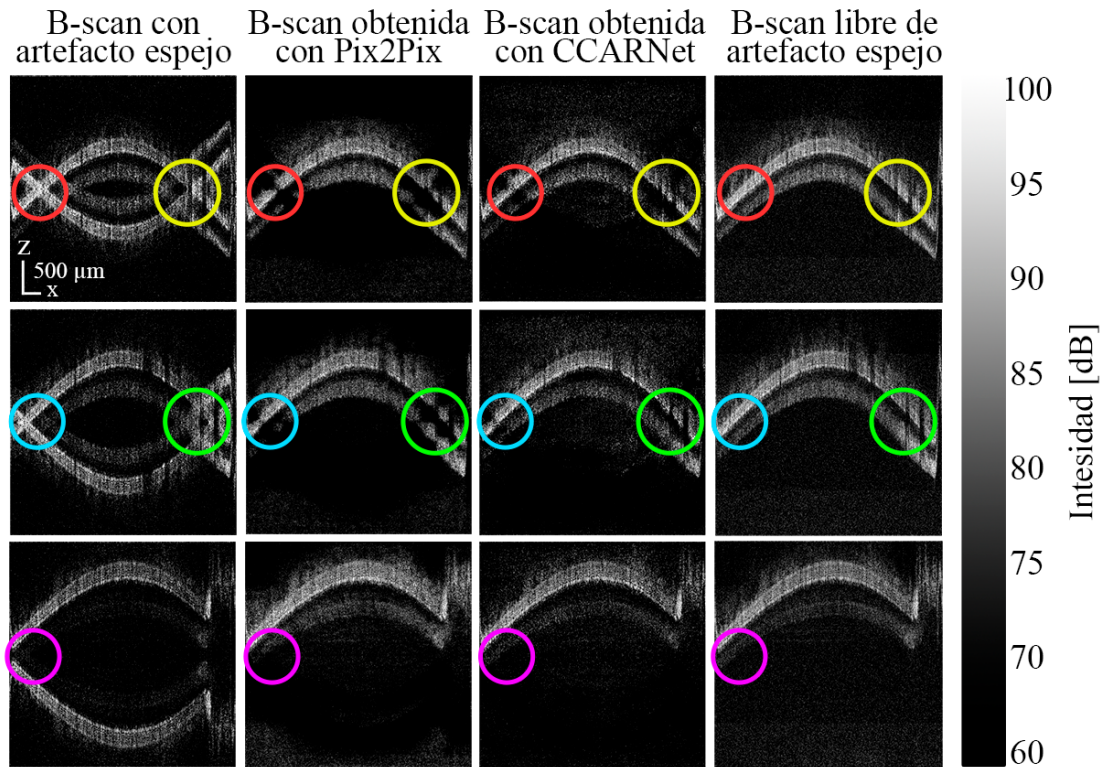 B-scan con
artefacto espejo
B-scan obtenida
con Pix2Pix
B-scan obtenida
con CCARNet
B-scan libre de
artefacto espejo
Z
500 µm
x
100
95
90
85
80
75
70
60
Intesidad [dB]